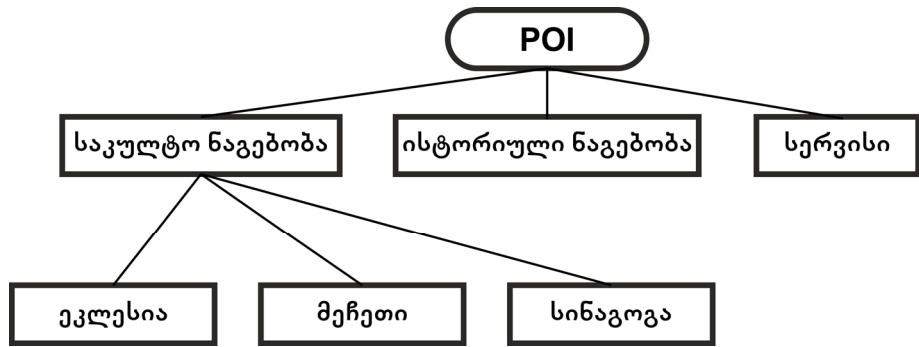 POI
საკულტო ნაგებობა
ისტორიული ნაგებობა
სერვისი
ეკლესია
მეჩეთი
სინაგოგა